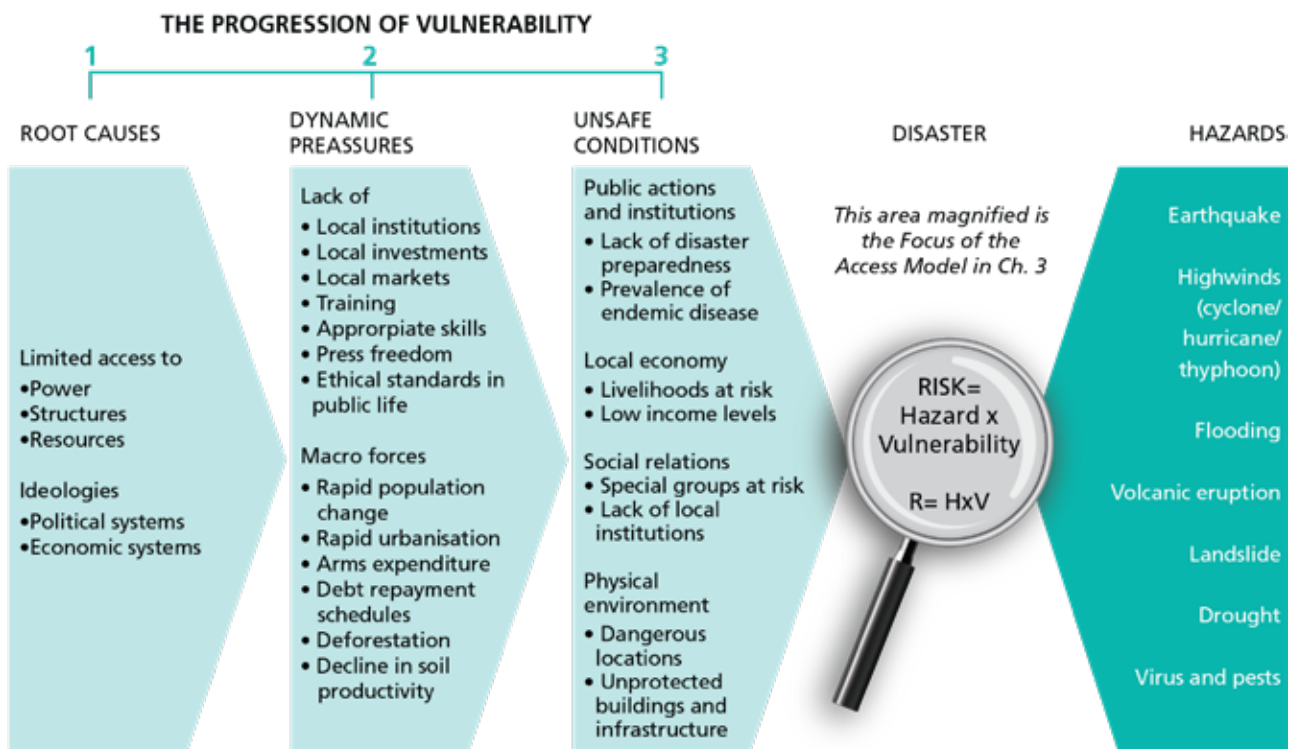 THE PROGRESSION OF VULNERABILITY
1
2
3
ROOT CAUSES
Limited access to
•Power
•Structures
•Resources
Ideologies
•Political systems
•Economic systems
DYNAMIC
PREASSURES
Lack of
• Local institutions
• Local investments
• Local markets
• Training
• Approrpiate skills
• Press freedom
• Ethical standards in
public life
Macro forces
• Rapid population
change
• Rapid urbanisation
• Arms expenditure
• Debt repayment
schedules
• Deforestation
• Decline in soil
productivity
UNSAFE
CONDITIONS
Public actions
and institutions
• Lack of disaster
preparedness
• Prevalence of
endemic disease
Local economy
• Livelihoods at risk
• Low income levels
Social relations
• Special groups at risk
• Lack of local
institutions
Physical
environment
• Dangerous
locations
• Unprotected
buildings and
infrastructure
DISASTER
This area magnified is
the Focus of the
Access Model in Ch. 3
RISK=
Hazard x
Vulnerability
R= HxV
HAZARDS
Earthquake
Highwinds
(cyclone/
hurricane/
thyphoon)
Flooding
Volcanic eruption
Landslide
Drought
Virus and pests